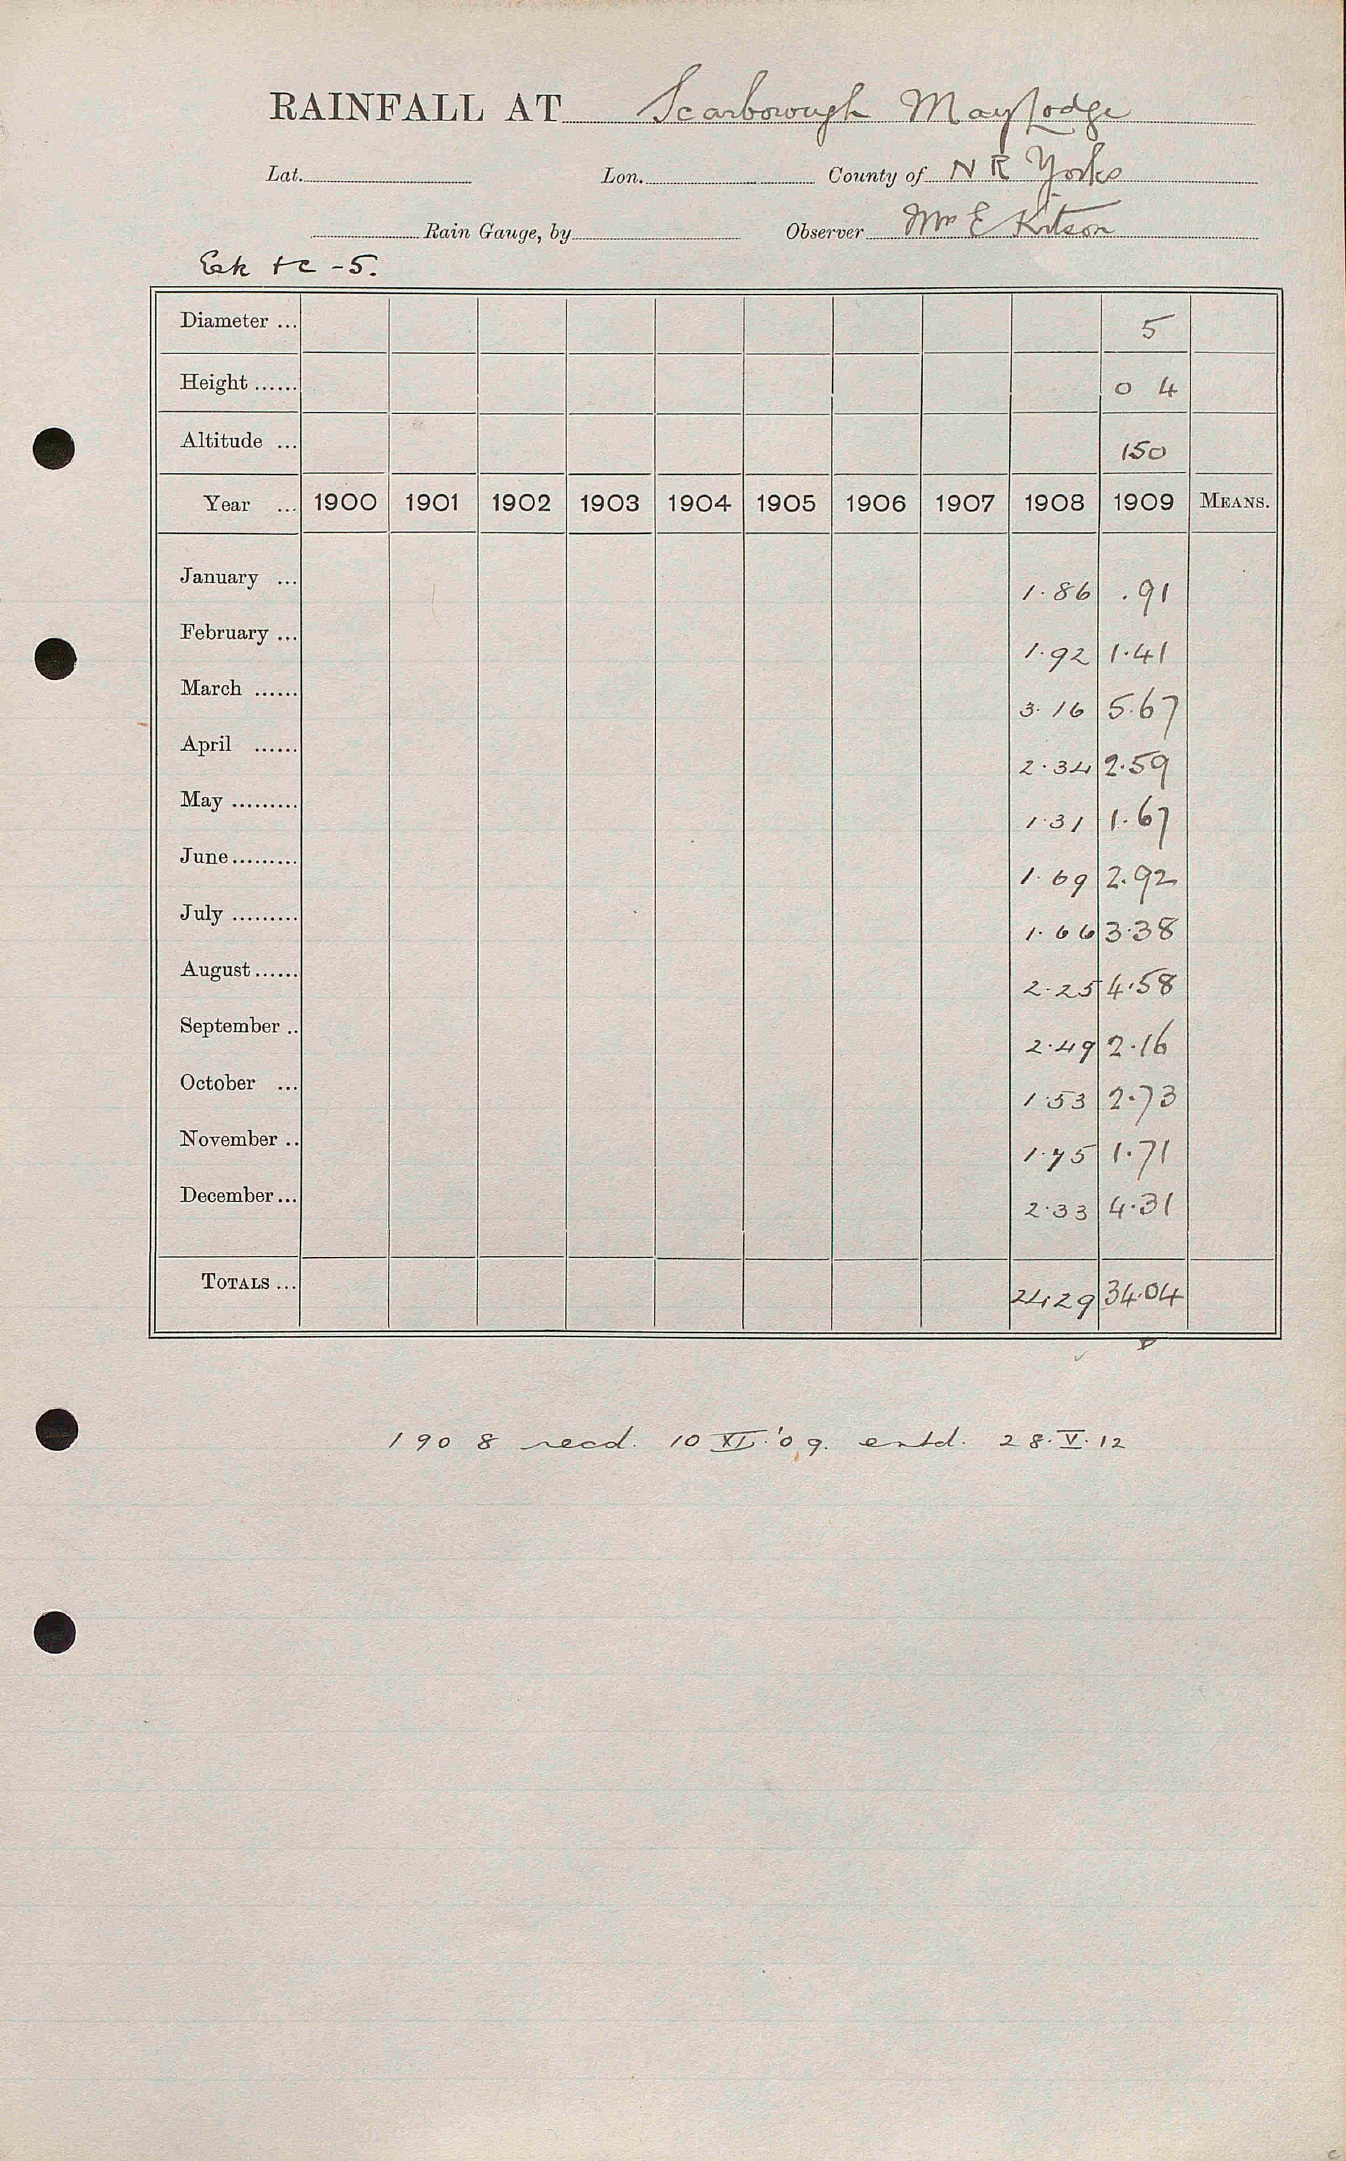 RAINFALL AT Scarborough May Lodge
Lat. Lon. County of N R Yorks
Rain Gauge, by Observer Mr E Kitson
Esk &c -5.
Diameter ... 5
Height ...... 0 4
Altitude ... 150
Year ... 1900 1901 1902 1903 1904 1905 1906 1907 1908 1909 MEANS.
January ... 1.86 .91
February ... 1.92 1.41
March ...... 3.16 5.67
April ...... 2.34 2.59
May ......... 1.31 1.67
June ......... 1.69 2.92
July ......... 1.66 3.38
August ...... 2.25 4.58
September .. 2.49 2.16
October ... 1.53 2.73
November .. 1.75 1.71
December ... 2.33 4.31
TOTALS ... 24.29 34.04
1908 recd. 10 XI.'09. entd. 28.V.12